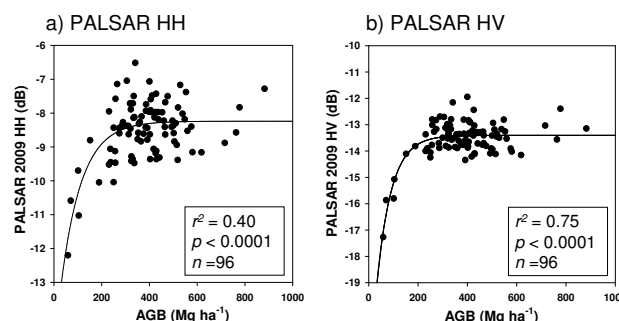 a) PALSAR HH
PALSAR 2009 HH (dB)
-6
-7
-8
-9
-10
-11
-12
-13
r² = 0.40
p < 0.0001
n =96
0 200 400 600 800 1000
AGB (Mg ha⁻¹)
b) PALSAR HV
PALSAR 2009 HV (dB)
-10
-11
-12
-13
-14
-15
-16
-17
-18
-19
r² = 0.75
p < 0.0001
n =96
0 200 400 600 800 1000
AGB (Mg ha⁻¹)